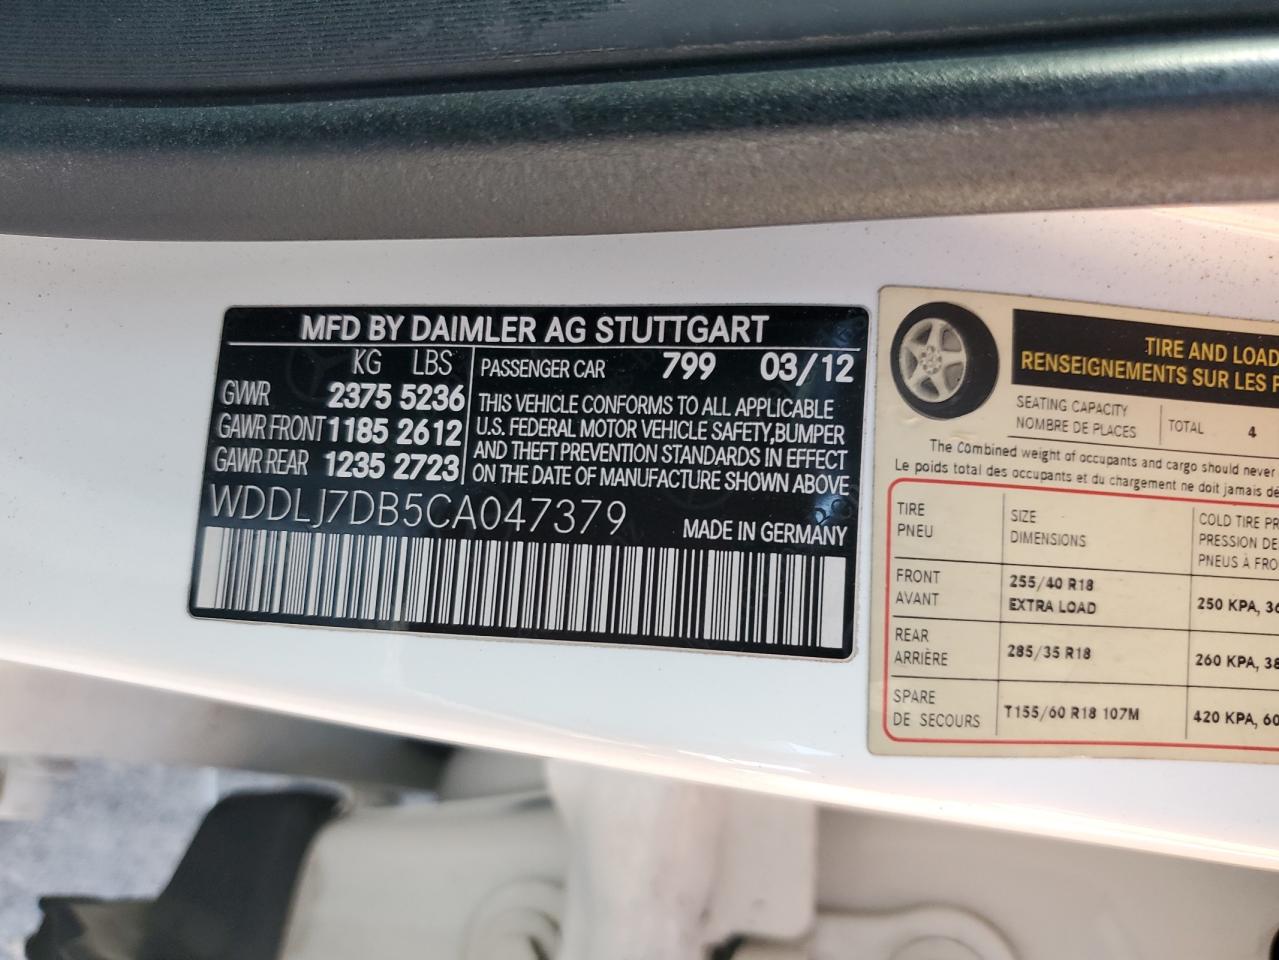 MFD BY DAIMLER AG STUTTGART
KG LBS
GVWR 2375 5236
GAWR FRONT 1185 2612
GAWR REAR 1235 2723
PASSENGER CAR 799 03/12
THIS VEHICLE CONFORMS TO ALL APPLICABLE
U.S. FEDERAL MOTOR VEHICLE SAFETY,BUMPER
AND THEFT PREVENTION STANDARDS IN EFFECT
ON THE DATE OF MANUFACTURE SHOWN ABOVE
WDDLJ7DB5CA047379
MADE IN GERMANY
TIRE AND LOAD
RENSEIGNEMENTS SUR LES
SEATING CAPACITY
NOMBRE DE PLACES
TOTAL 4
The Combined weight of occupants and cargo should never
Le poids total des occupants et du chargement ne doit jamais
TIRE
PNEU
SIZE
DIMENSIONS
COLD TIRE
PRESSION DE
PNEUS À
FRONT
AVANT
255/40 R18
EXTRA LOAD
250 KPA,
REAR
ARRIÈRE
285/35 R18
260 KPA,
SPARE
DE SECOURS
T155/60 R18 107M
420 KPA,